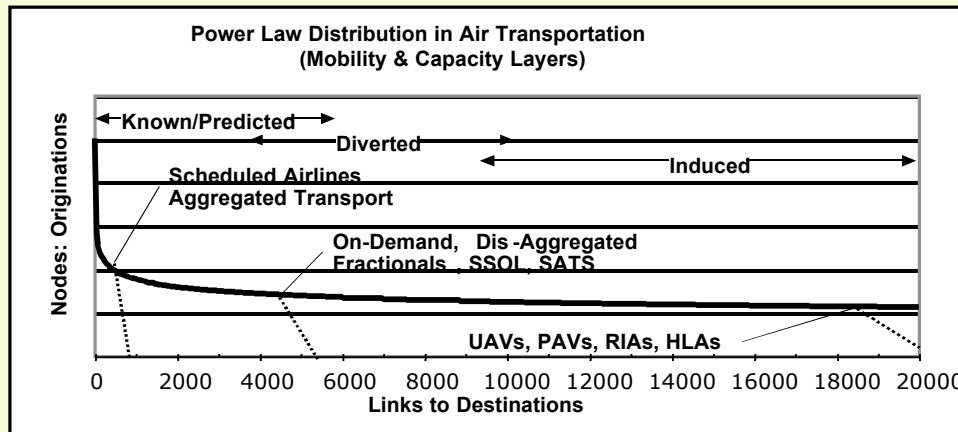 Power Law Distribution in Air Transportation
(Mobility & Capacity Layers)
Known/Predicted
Diverted
Induced
Scheduled Airlines
Aggregated Transport
On-Demand, Dis-Aggregated
Fractionals , SSOL, SATS
UAVs, PAVs, RIAs, HLAs
Nodes: Originations
0 2000 4000 6000 8000 10000 12000 14000 16000 18000 20000
Links to Destinations